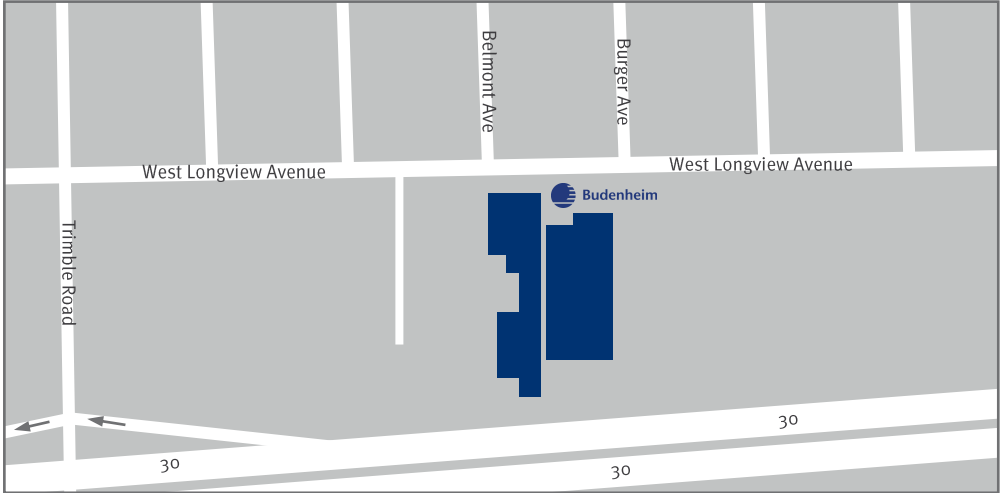 Belmont Ave
Burger Ave
West Longview Avenue
West Longview Avenue
Budenheim
Trimble Road
30
30
30